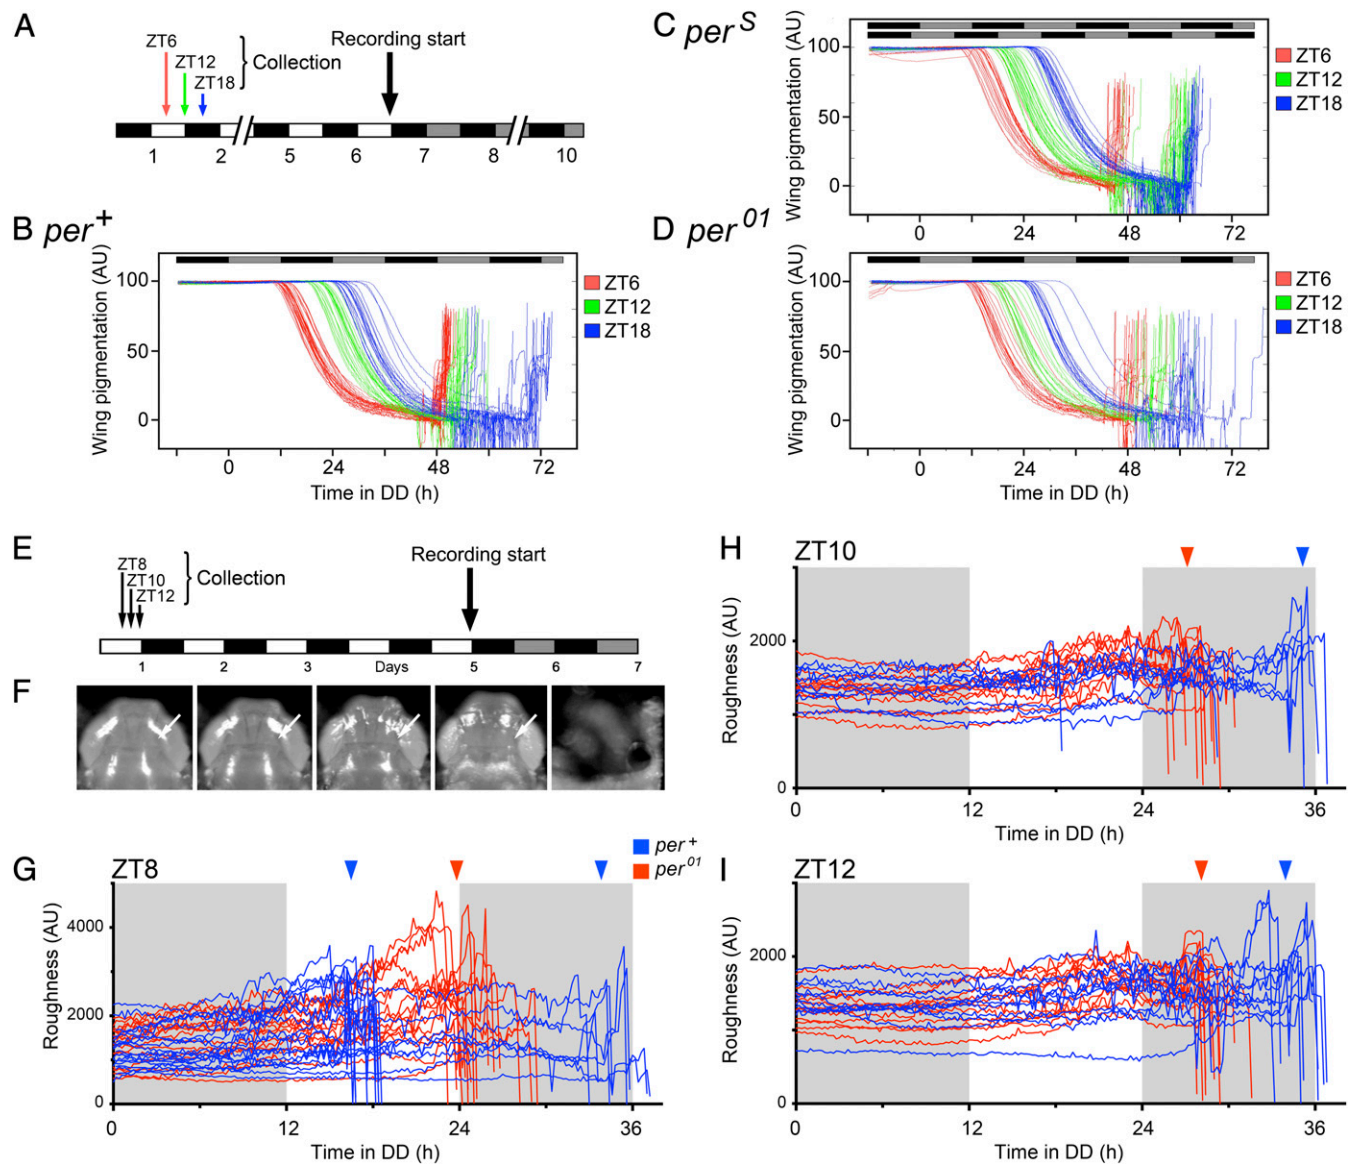 A
ZT6
ZT12
ZT18
Collection
Recording start
1 2 5 6 7 8 10
B per+
Wing pigmentation (AU)
100
50
0
0 24 48 72
Time in DD (h)
ZT6
ZT12
ZT18
C perS
Wing pigmentation (AU)
100
50
0
0 24 48 72
ZT6
ZT12
ZT18
D per01
Wing pigmentation (AU)
100
50
0
0 24 48 72
Time in DD (h)
ZT6
ZT12
ZT18
E
ZT8
ZT10
ZT12
Collection
Recording start
1 2 3 Days 5 6 7
F
G
ZT8
per+
per01
Roughness (AU)
4000
2000
0
0 12 24 36
Time in DD (h)
H
ZT10
Roughness (AU)
2000
0
0 12 24 36
Time in DD (h)
I
ZT12
Roughness (AU)
2000
0
0 12 24 36
Time in DD (h)